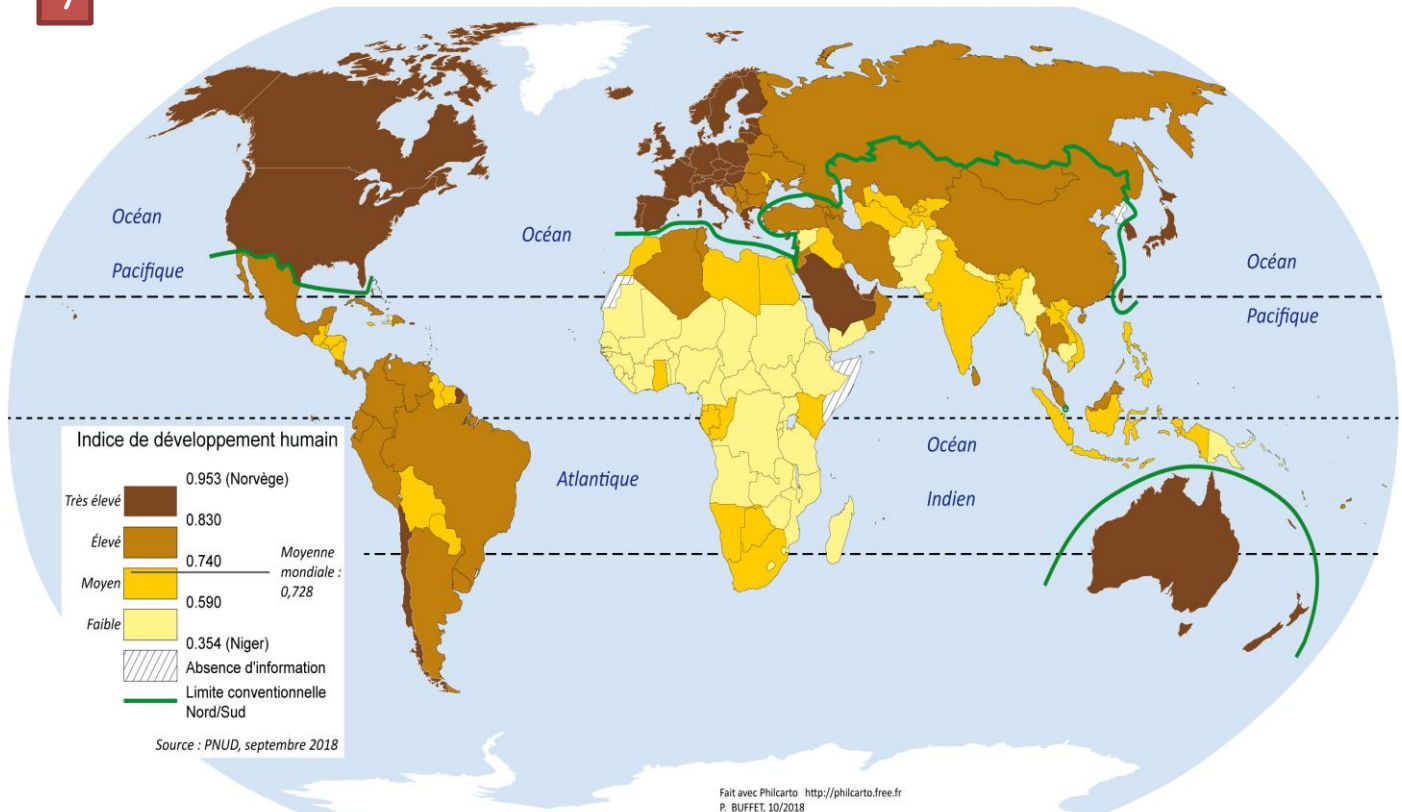 Océan
Pacifique
Océan
Atlantique
Océan
Indien
Océan
Pacifique
Indice de développement humain
0.953 (Norvège)
Très élevé
0.830
Élevé
0.740
Moyenne
mondiale :
0,728
Moyen
0.590
Faible
0.354 (Niger)
Absence d'information
Limite conventionnelle
Nord/Sud
Source : PNUD, septembre 2018
Fait avec Philcarto http://philcarto.free.fr
P. BUFFET, 10/2018